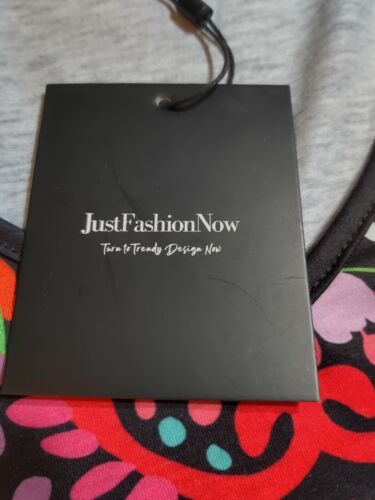 JustFashionNow
Turn to Trendy Design Now